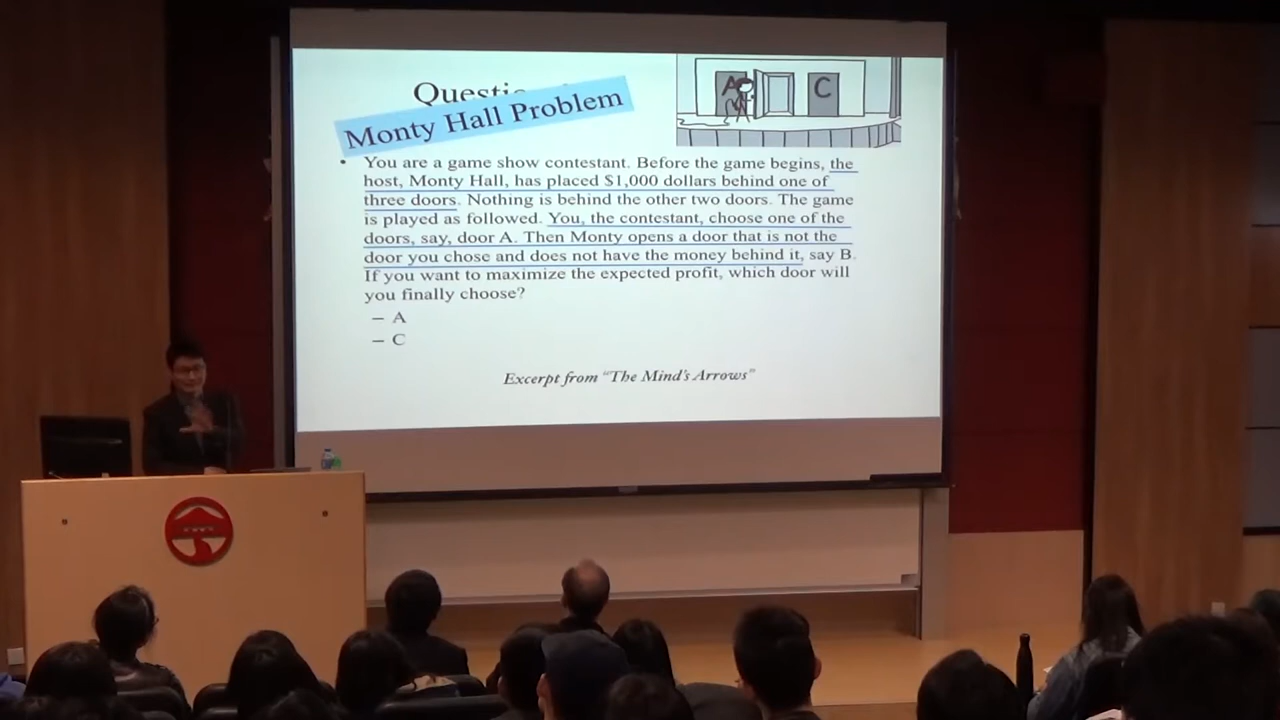 Questi
Monty Hall Problem
A
C
• You are a game show contestant. Before the game begins, the
host, Monty Hall, has placed $1,000 dollars behind one of
three doors. Nothing is behind the other two doors. The game
is played as followed. You, the contestant, choose one of the
doors, say, door A. Then Monty opens a door that is not the
door you chose and does not have the money behind it, say B.
If you want to maximize the expected profit, which door will
you finally choose?
– A
– C
Excerpt from "The Mind's Arrows"